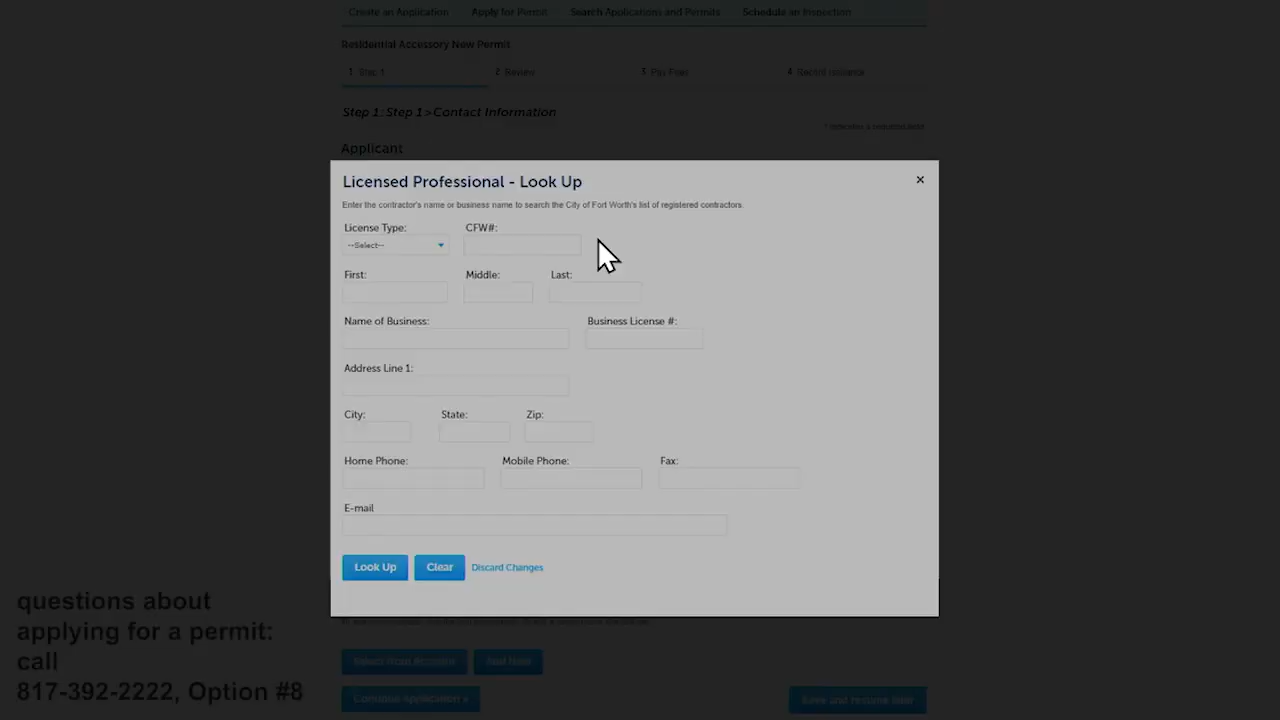 Create an Application Apply for Permit Search Applications and Permits Schedule an Inspection
Residential Accessory New Permit
1 Step 1 2 Review 3 Pay Fees 4 Record Issuance
Step 1: Step 1 > Contact Information
* indicates a required field.
Applicant
Licensed Professional - Look Up
×
Enter the contractor's name or business name to search the City of Fort Worth's list of registered contractors.
License Type: CFW#:
--Select--
First: Middle: Last:
Name of Business: Business License #:
Address Line 1:
City: State: Zip:
Home Phone: Mobile Phone: Fax:
E-mail
Look Up Clear Discard Changes
Select from Account Add New
Continue Application » Save and resume later
questions about
applying for a permit:
call
817-392-2222, Option #8